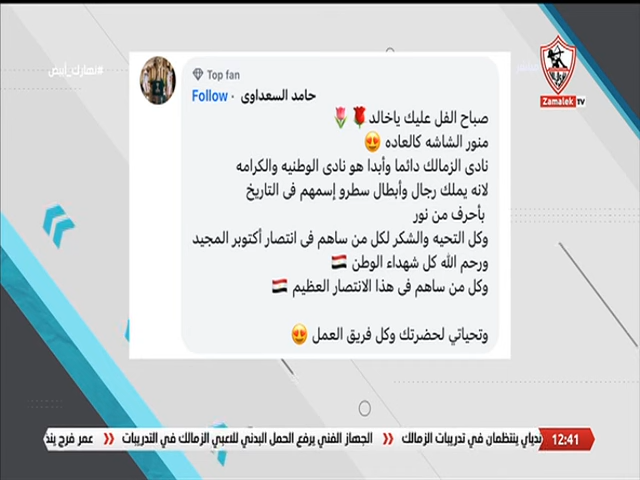 #نهارك_أبيض
Zamalek TV
Top fan
حامد السعداوى · Follow
صباح الفل عليك ياخالد🌹🌷
منور الشاشه كالعاده 😍
نادى الزمالك دائما وأبدا هو نادى الوطنيه والكرامه
لانه يملك رجال وأبطال سطرو إسمهم فى التاريخ
بأحرف من نور
وكل التحيه والشكر لكل من ساهم فى انتصار أكتوبر المجيد
ورحم الله كل شهداء الوطن 🇪🇬
وكل من ساهم فى هذا الانتصار العظيم 🇪🇬
وتحياتي لحضرتك وكل فريق العمل 😍
12:41 ينتظمان في تدريبات الزمالك » الجهاز الفني يرفع الحمل البدني للاعبي الزمالك في التدريبات » عمر فرج